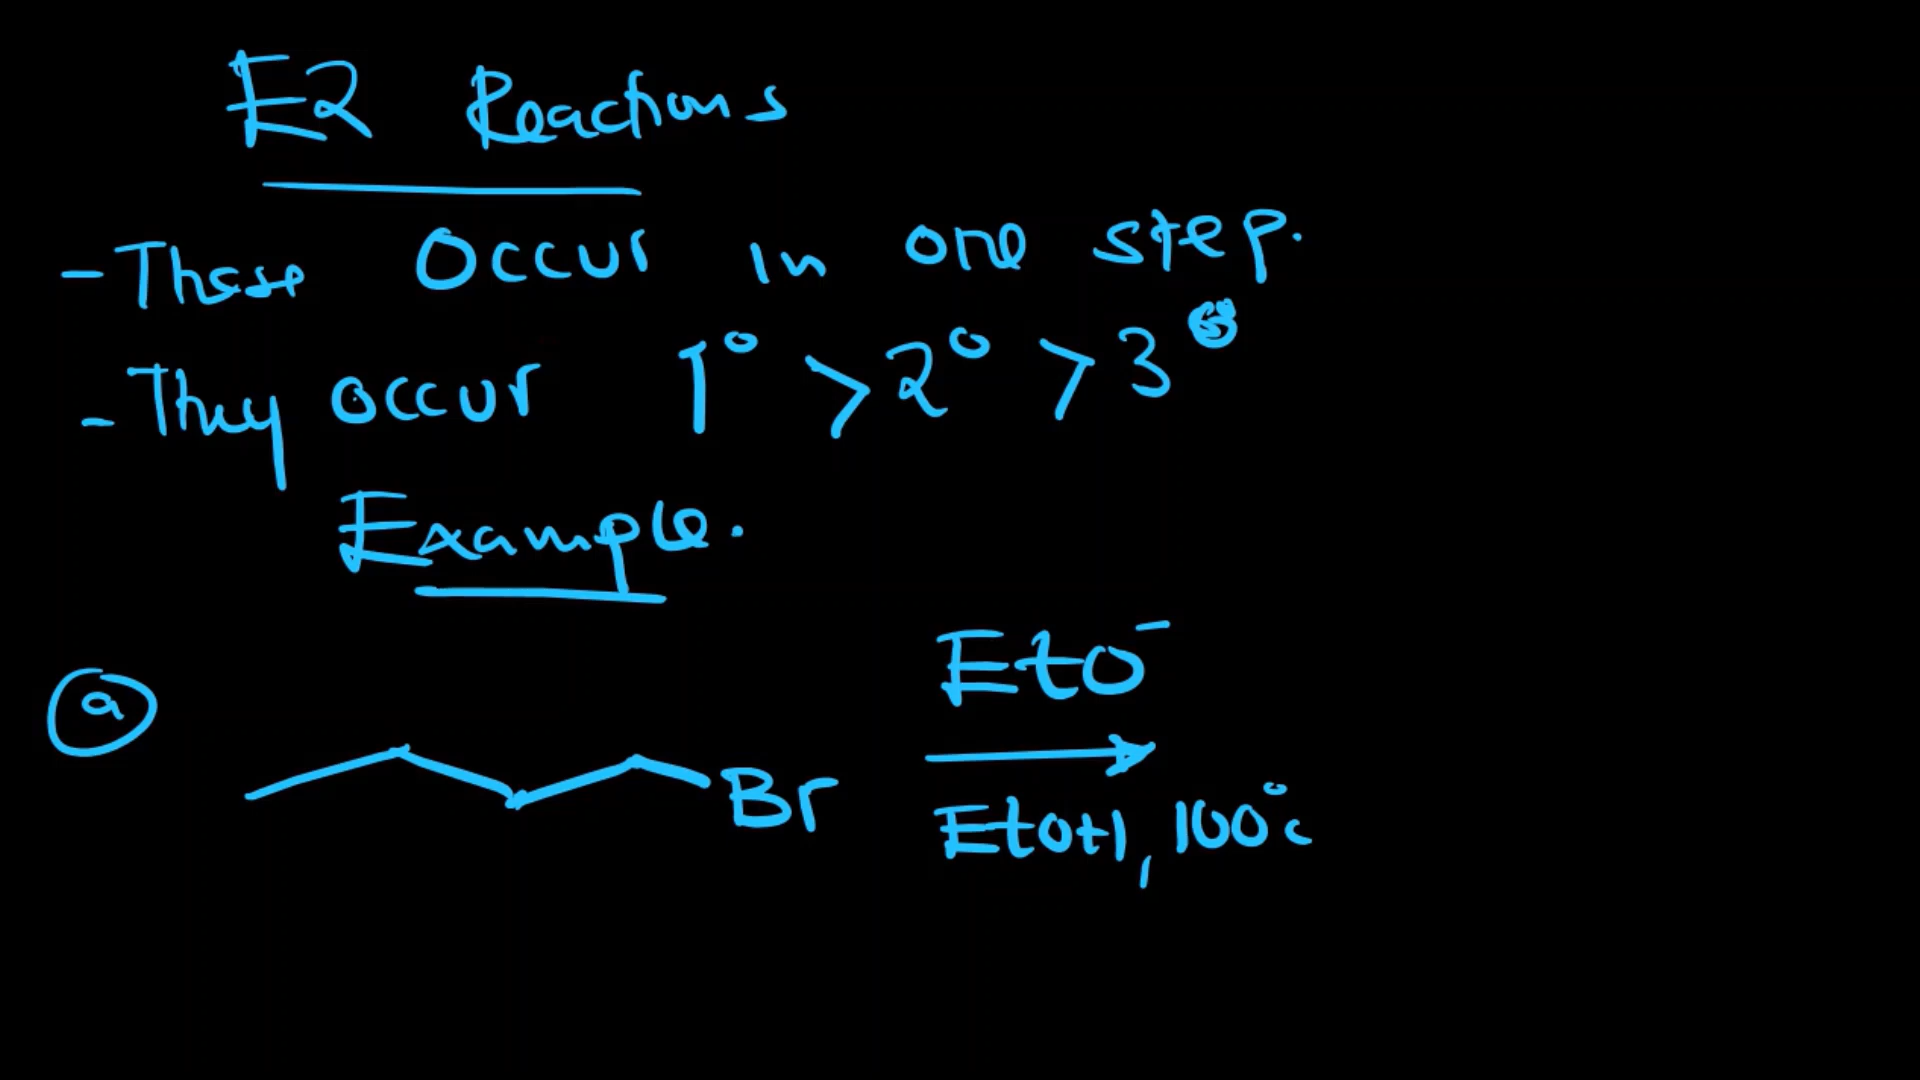 E2 Reactions
- These occur in one step.
- They occur 1° > 2° > 3°
Example.
a
EtO⁻
Br
EtOH, 100°c